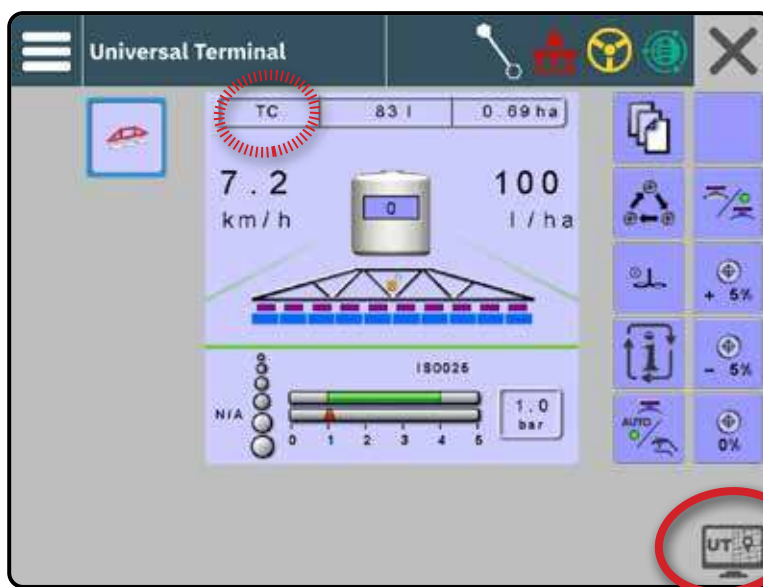 Universal Terminal
TC 83 l 0.69 ha
7.2 100
km/h l/ha
0
+ 5%
ISO025
- 5%
N/A
1.0
bar
0 1 2 3 4 5
AUTO
0%
UT